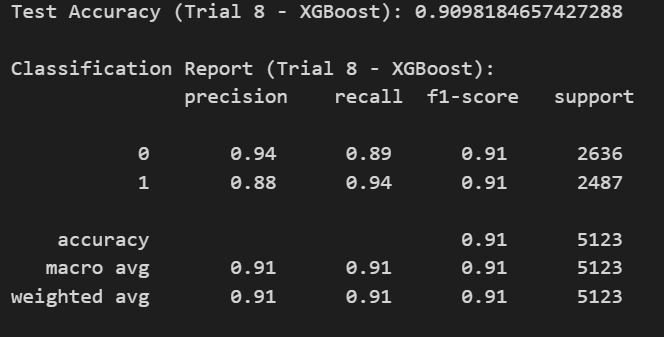 Test Accuracy (Trial 8 - XGBoost): 0.9098184657427288
Classification Report (Trial 8 - XGBoost):
precision recall f1-score support
0 0.94 0.89 0.91 2636
1 0.88 0.94 0.91 2487
accuracy 0.91 5123
macro avg 0.91 0.91 0.91 5123
weighted avg 0.91 0.91 0.91 5123